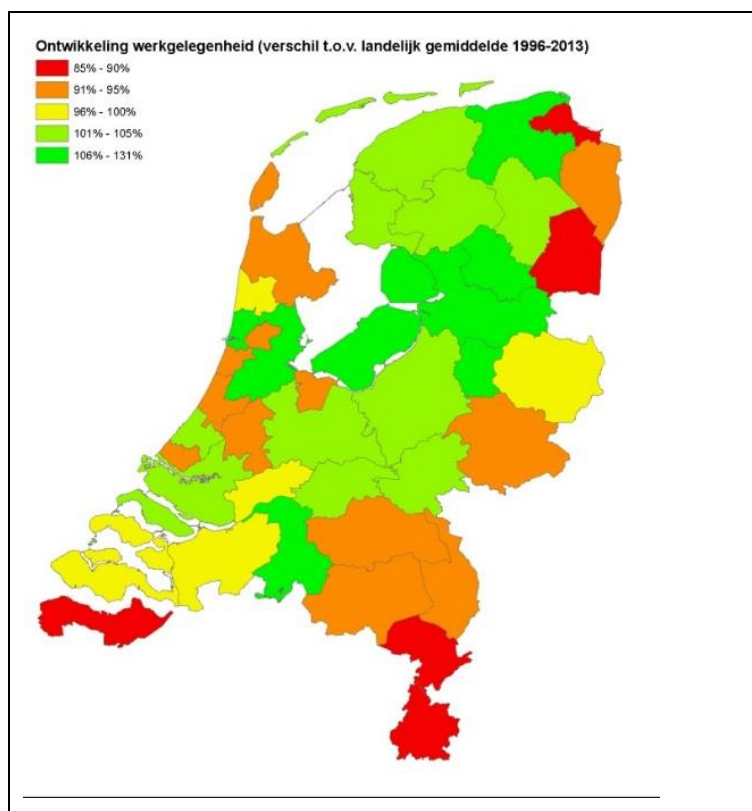 Ontwikkeling werkgelegenheid (verschil t.o.v. landelijk gemiddelde 1996-2013)
85% - 90%
91% - 95%
96% - 100%
101% - 105%
106% - 131%